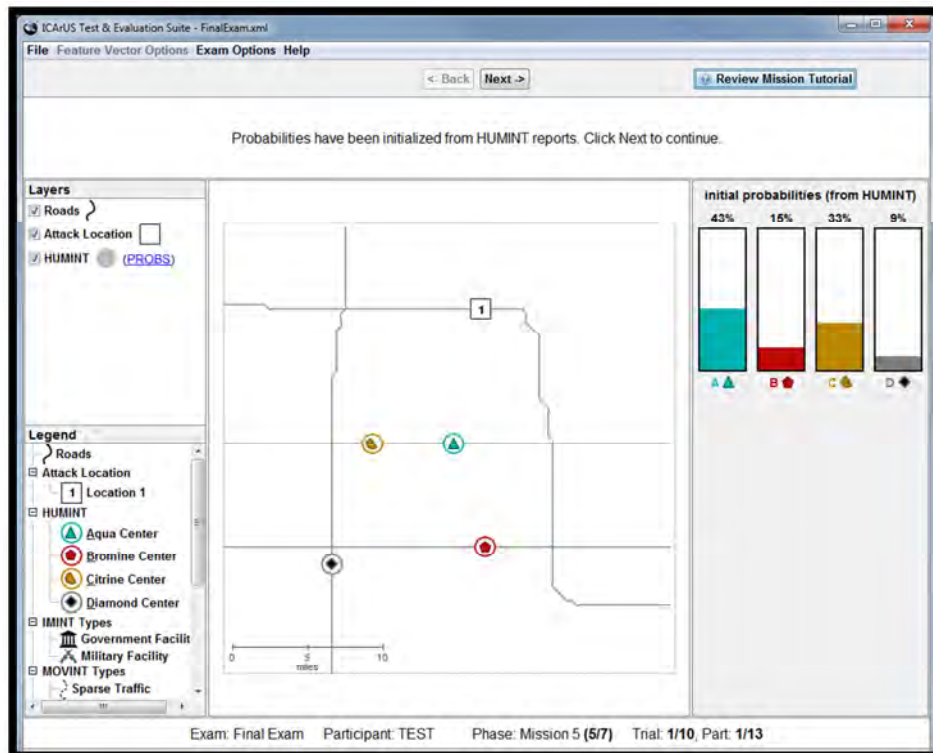 ICArUS Test & Evaluation Suite - FinalExam.xml
File Feature Vector Options Exam Options Help
<- Back Next -> Review Mission Tutorial
Probabilities have been initialized from HUMINT reports. Click Next to continue.
Layers
Roads
Attack Location
HUMINT (PROBS)
initial probabilities (from HUMINT)
43% 15% 33% 9%
A B C D
1
0 5 10
miles
Legend
Roads
Attack Location
1 Location 1
HUMINT
Aqua Center
Bromine Center
Citrine Center
Diamond Center
IMINT Types
Government Facilit
Military Facility
MOVINT Types
Sparse Traffic
Exam: Final Exam Participant: TEST Phase: Mission 5 (5/7) Trial: 1/10, Part: 1/13